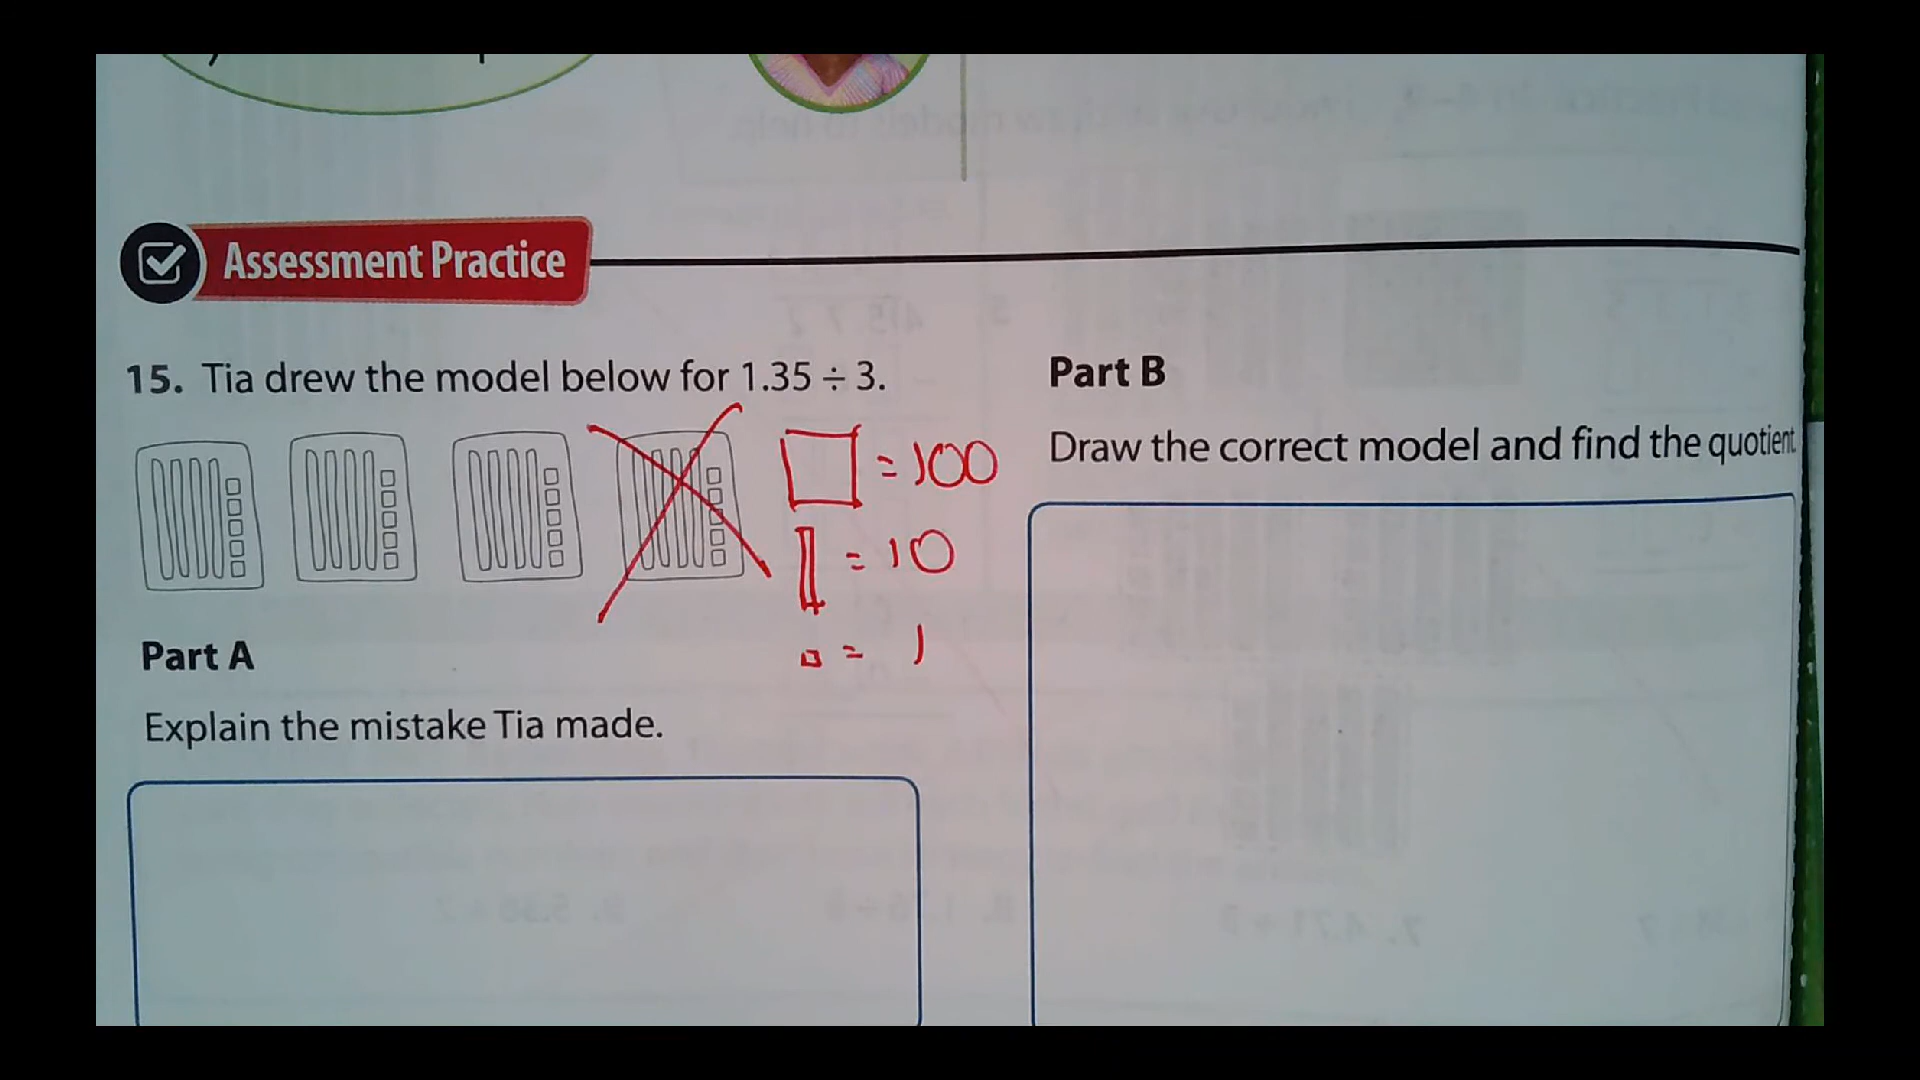 Assessment Practice
15. Tia drew the model below for 1.35 ÷ 3.
= 100
= 10
= 1
Part A
Explain the mistake Tia made.
Part B
Draw the correct model and find the quotient